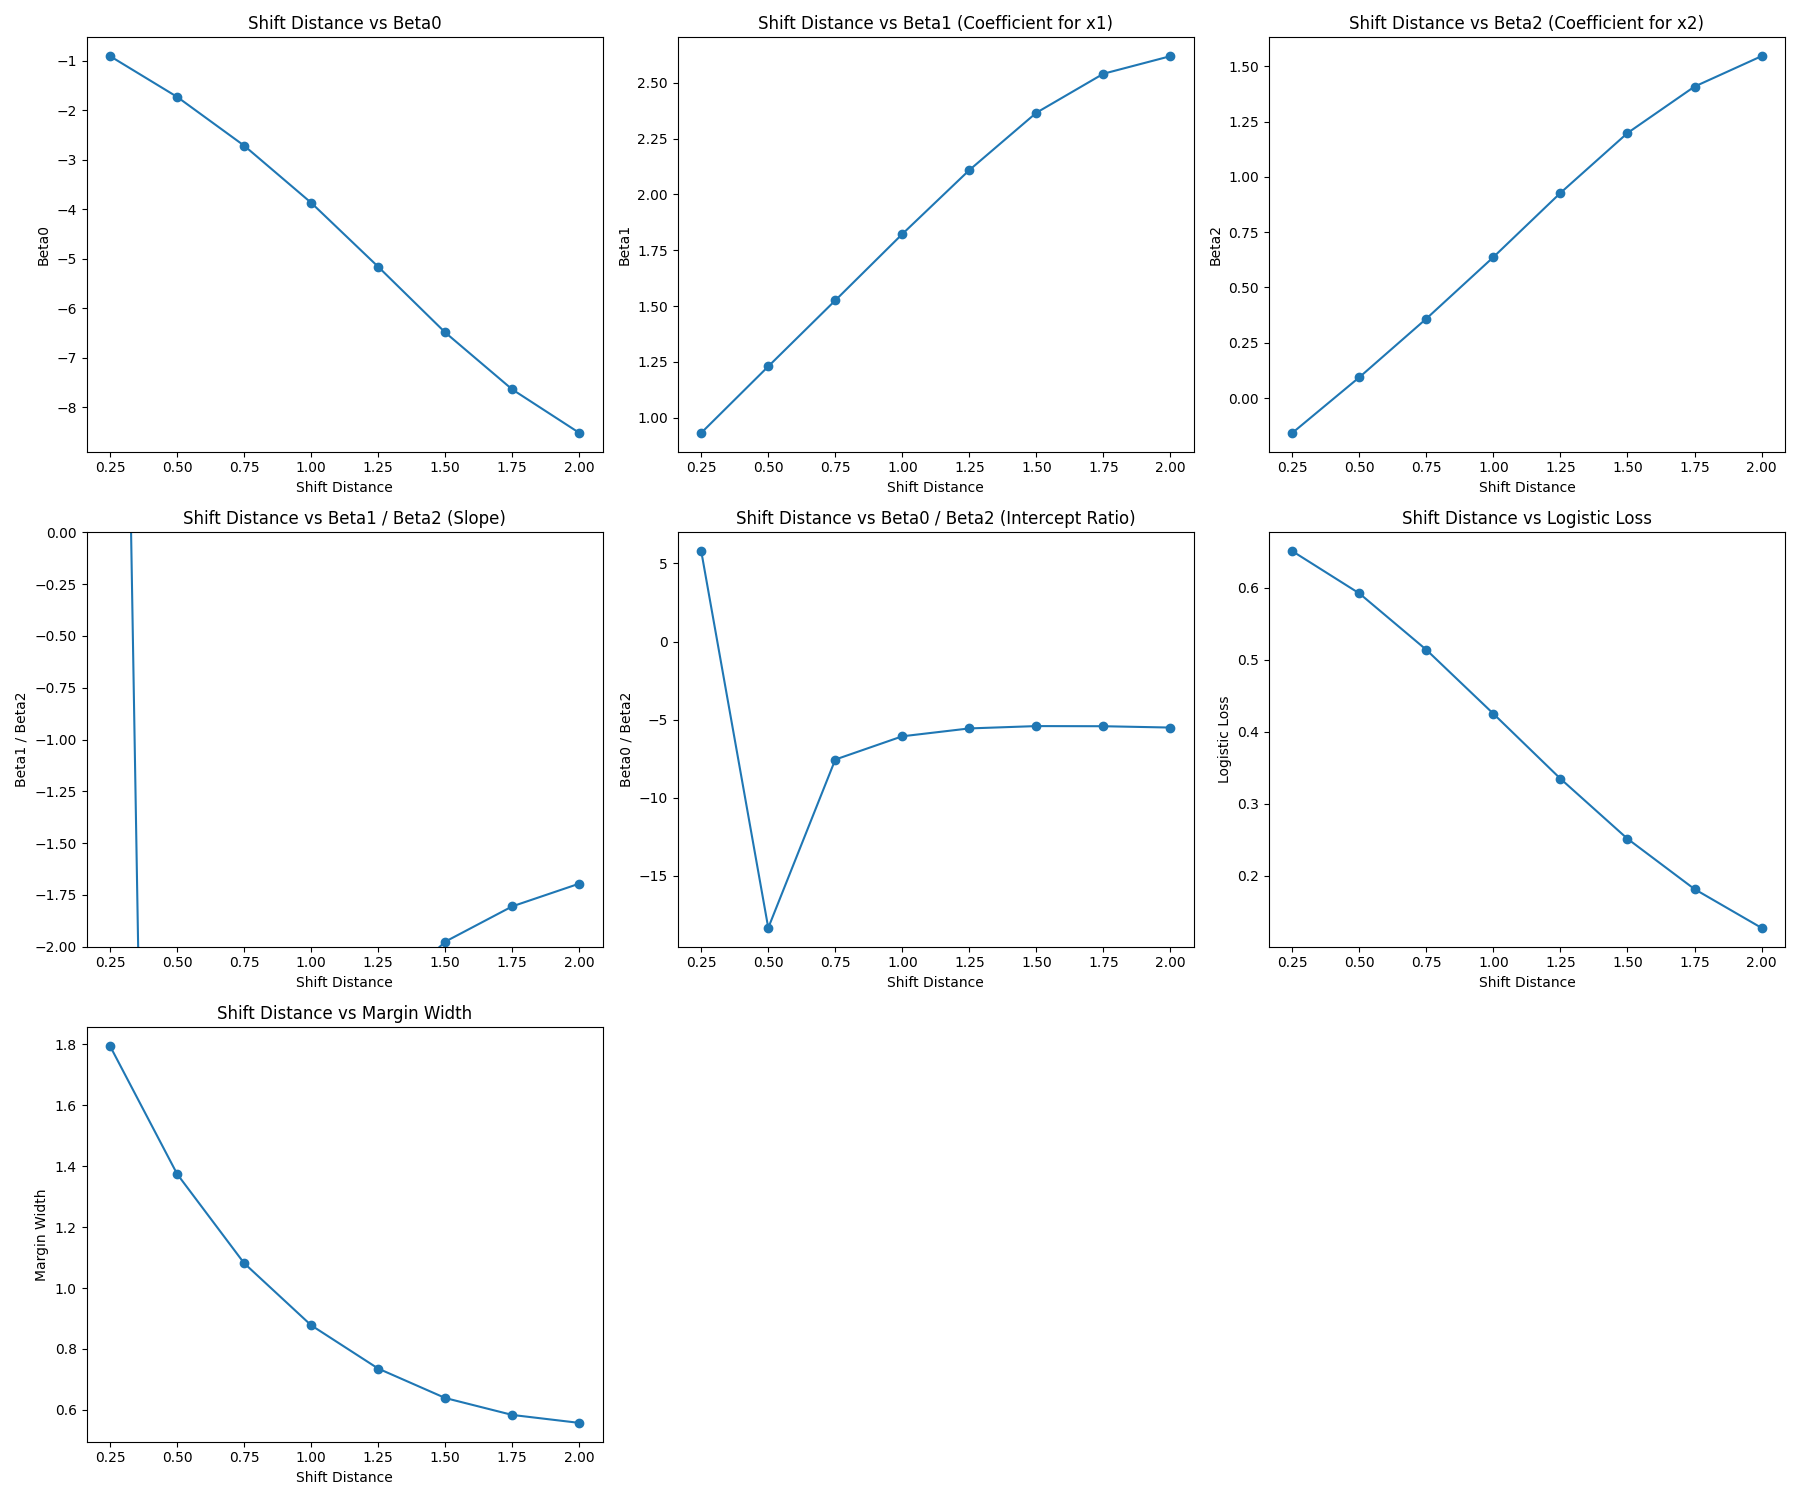 Shift Distance vs Beta0
Beta0
−1
−2
−3
−4
−5
−6
−7
−8
0.25 0.50 0.75 1.00 1.25 1.50 1.75 2.00
Shift Distance
Shift Distance vs Beta1 (Coefficient for x1)
Beta1
2.50
2.25
2.00
1.75
1.50
1.25
1.00
0.25 0.50 0.75 1.00 1.25 1.50 1.75 2.00
Shift Distance
Shift Distance vs Beta2 (Coefficient for x2)
Beta2
1.50
1.25
1.00
0.75
0.50
0.25
0.00
0.25 0.50 0.75 1.00 1.25 1.50 1.75 2.00
Shift Distance
Shift Distance vs Beta1 / Beta2 (Slope)
Beta1 / Beta2
0.00
−0.25
−0.50
−0.75
−1.00
−1.25
−1.50
−1.75
−2.00
0.25 0.50 0.75 1.00 1.25 1.50 1.75 2.00
Shift Distance
Shift Distance vs Beta0 / Beta2 (Intercept Ratio)
Beta0 / Beta2
5
0
−5
−10
−15
0.25 0.50 0.75 1.00 1.25 1.50 1.75 2.00
Shift Distance
Shift Distance vs Logistic Loss
Logistic Loss
0.6
0.5
0.4
0.3
0.2
0.25 0.50 0.75 1.00 1.25 1.50 1.75 2.00
Shift Distance
Shift Distance vs Margin Width
Margin Width
1.8
1.6
1.4
1.2
1.0
0.8
0.6
0.25 0.50 0.75 1.00 1.25 1.50 1.75 2.00
Shift Distance